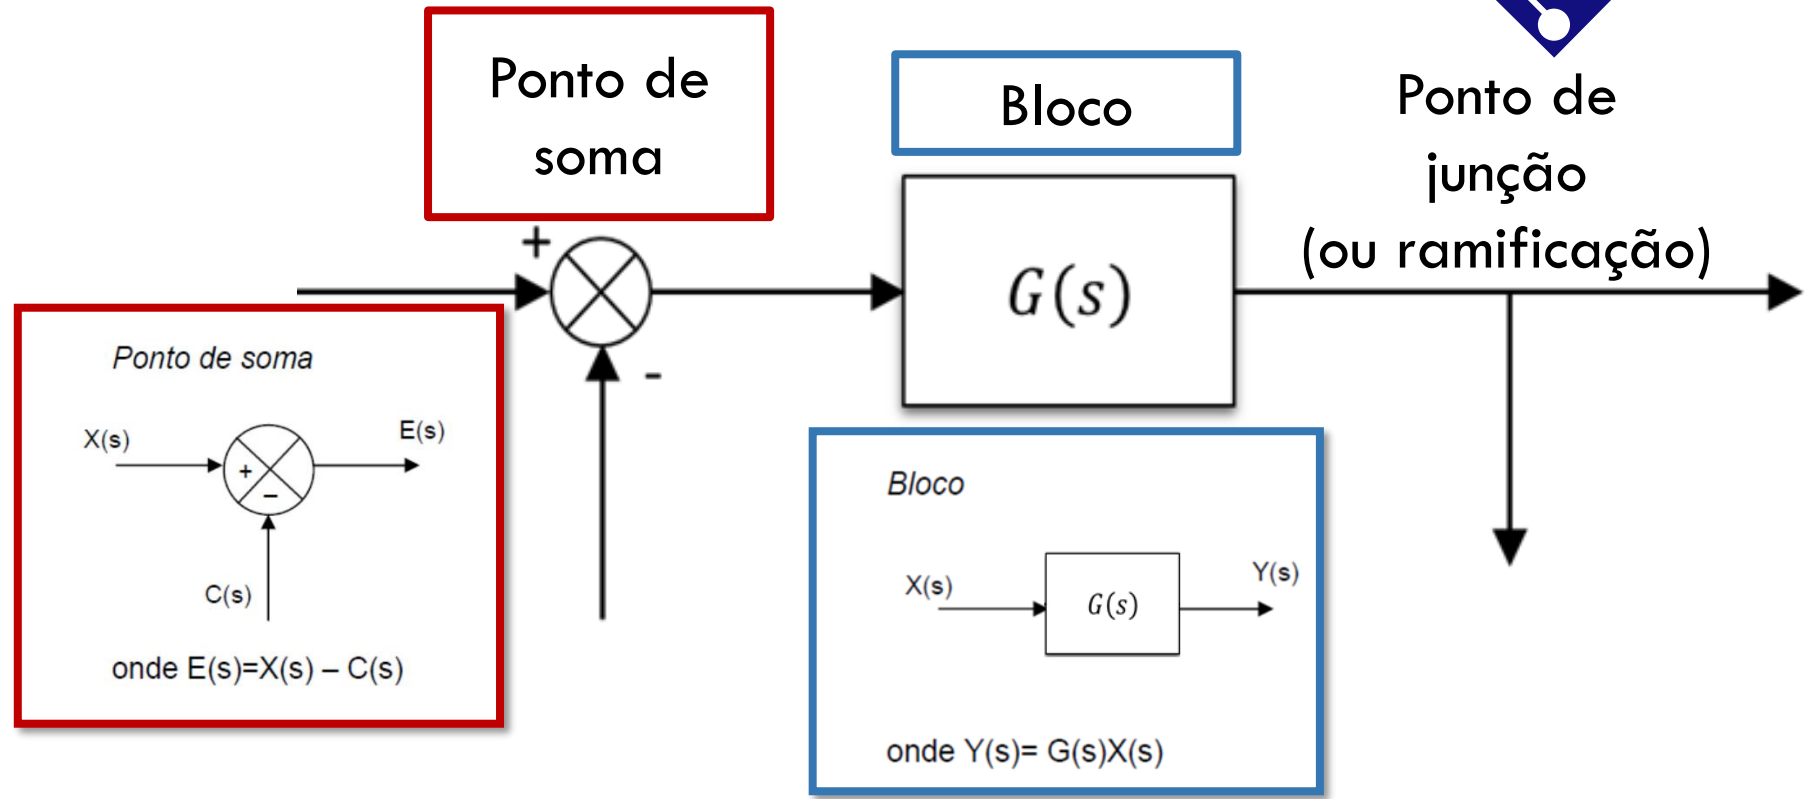 Ponto de
soma
Bloco
Ponto de
junção
(ou ramificação)
+
-
G(s)
Ponto de soma
X(s)
E(s)
+
–
C(s)
onde E(s)=X(s) – C(s)
Bloco
X(s)
G(s)
Y(s)
onde Y(s)= G(s)X(s)